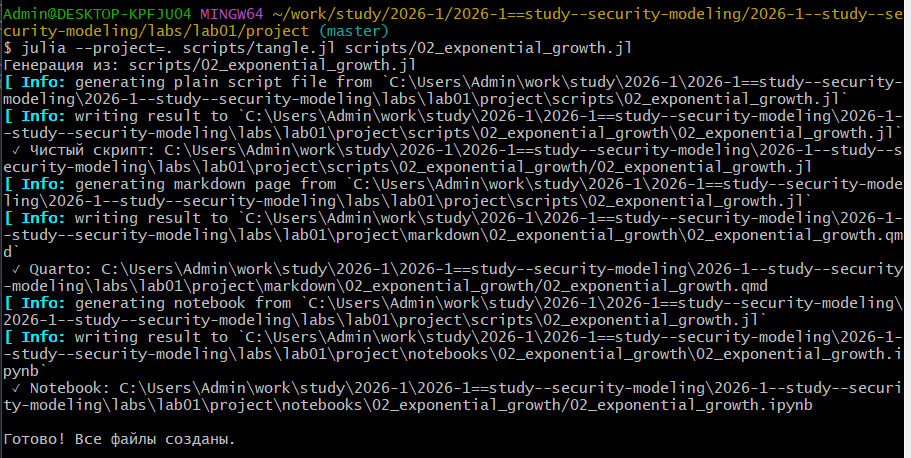 Admin@DESKTOP-KPFJU04 MINGW64 ~/work/study/2026-1/2026-1==study--security-modeling/2026-1--study--se
curity-modeling/labs/lab01/project (master)
$ julia --project=. scripts/tangle.jl scripts/02_exponential_growth.jl
Генерация из: scripts/02_exponential_growth.jl
[ Info: generating plain script file from `C:\Users\Admin\work\study\2026-1\2026-1==study--security-
modeling\2026-1--study--security-modeling\labs\lab01\project\scripts\02_exponential_growth.jl`
[ Info: writing result to `C:\Users\Admin\work\study\2026-1\2026-1==study--security-modeling\2026-1-
-study--security-modeling\labs\lab01\project\scripts\02_exponential_growth\02_exponential_growth.jl`
✓ Чистый скрипт: C:\Users\Admin\work\study\2026-1\2026-1==study--security-modeling\2026-1--study--s
ecurity-modeling\labs\lab01\project\scripts\02_exponential_growth/02_exponential_growth.jl
[ Info: generating markdown page from `C:\Users\Admin\work\study\2026-1\2026-1==study--security-mode
ling\2026-1--study--security-modeling\labs\lab01\project\scripts\02_exponential_growth.jl`
[ Info: writing result to `C:\Users\Admin\work\study\2026-1\2026-1==study--security-modeling\2026-1-
-study--security-modeling\labs\lab01\project\markdown\02_exponential_growth\02_exponential_growth.qm
d`
✓ Quarto: C:\Users\Admin\work\study\2026-1\2026-1==study--security-modeling\2026-1--study--security
-modeling\labs\lab01\project\markdown\02_exponential_growth/02_exponential_growth.qmd
[ Info: generating notebook from `C:\Users\Admin\work\study\2026-1\2026-1==study--security-modeling\
2026-1--study--security-modeling\labs\lab01\project\scripts\02_exponential_growth.jl`
[ Info: writing result to `C:\Users\Admin\work\study\2026-1\2026-1==study--security-modeling\2026-1-
-study--security-modeling\labs\lab01\project\notebooks\02_exponential_growth\02_exponential_growth.i
pynb`
✓ Notebook: C:\Users\Admin\work\study\2026-1\2026-1==study--security-modeling\2026-1--study--securi
ty-modeling\labs\lab01\project\notebooks\02_exponential_growth/02_exponential_growth.ipynb
Готово! Все файлы созданы.